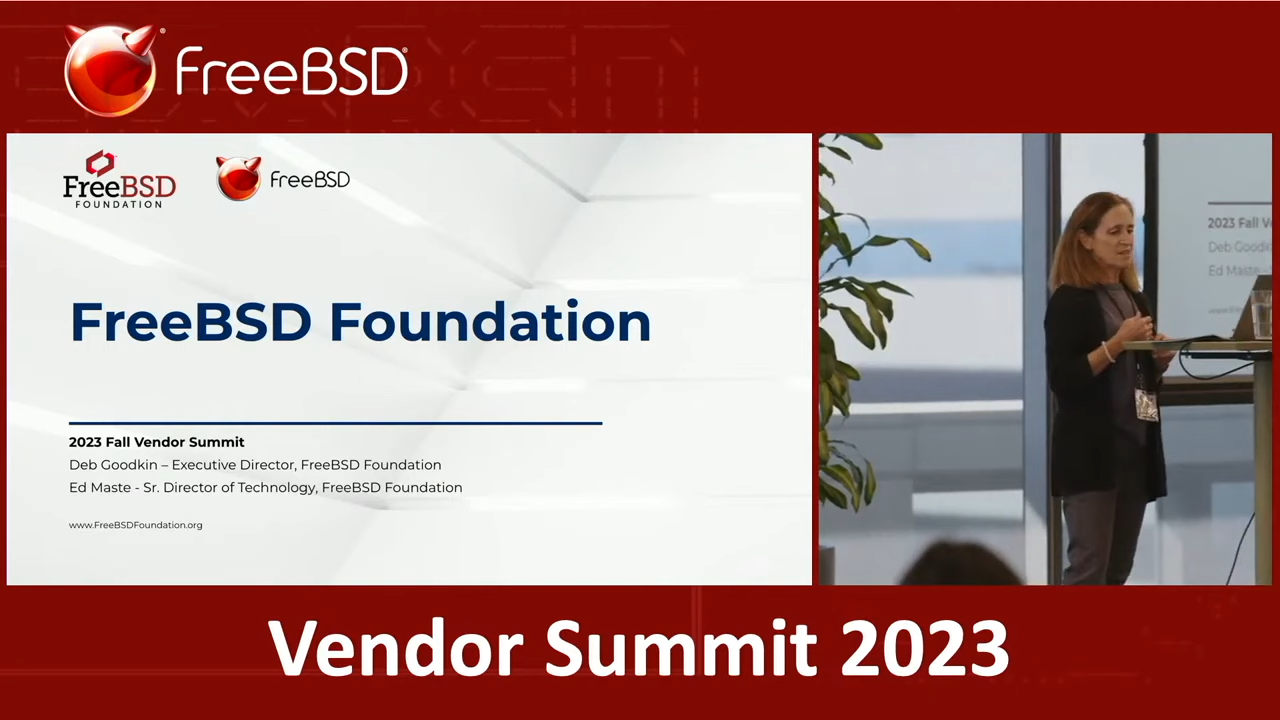 FreeBSD
FreeBSD
FOUNDATION
FreeBSD
FreeBSD Foundation
2023 Fall Vendor Summit
Deb Goodkin – Executive Director, FreeBSD Foundation
Ed Maste - Sr. Director of Technology, FreeBSD Foundation
www.FreeBSDFoundation.org
2023 Fall V
Deb Goodk
Ed Maste -
Vendor Summit 2023